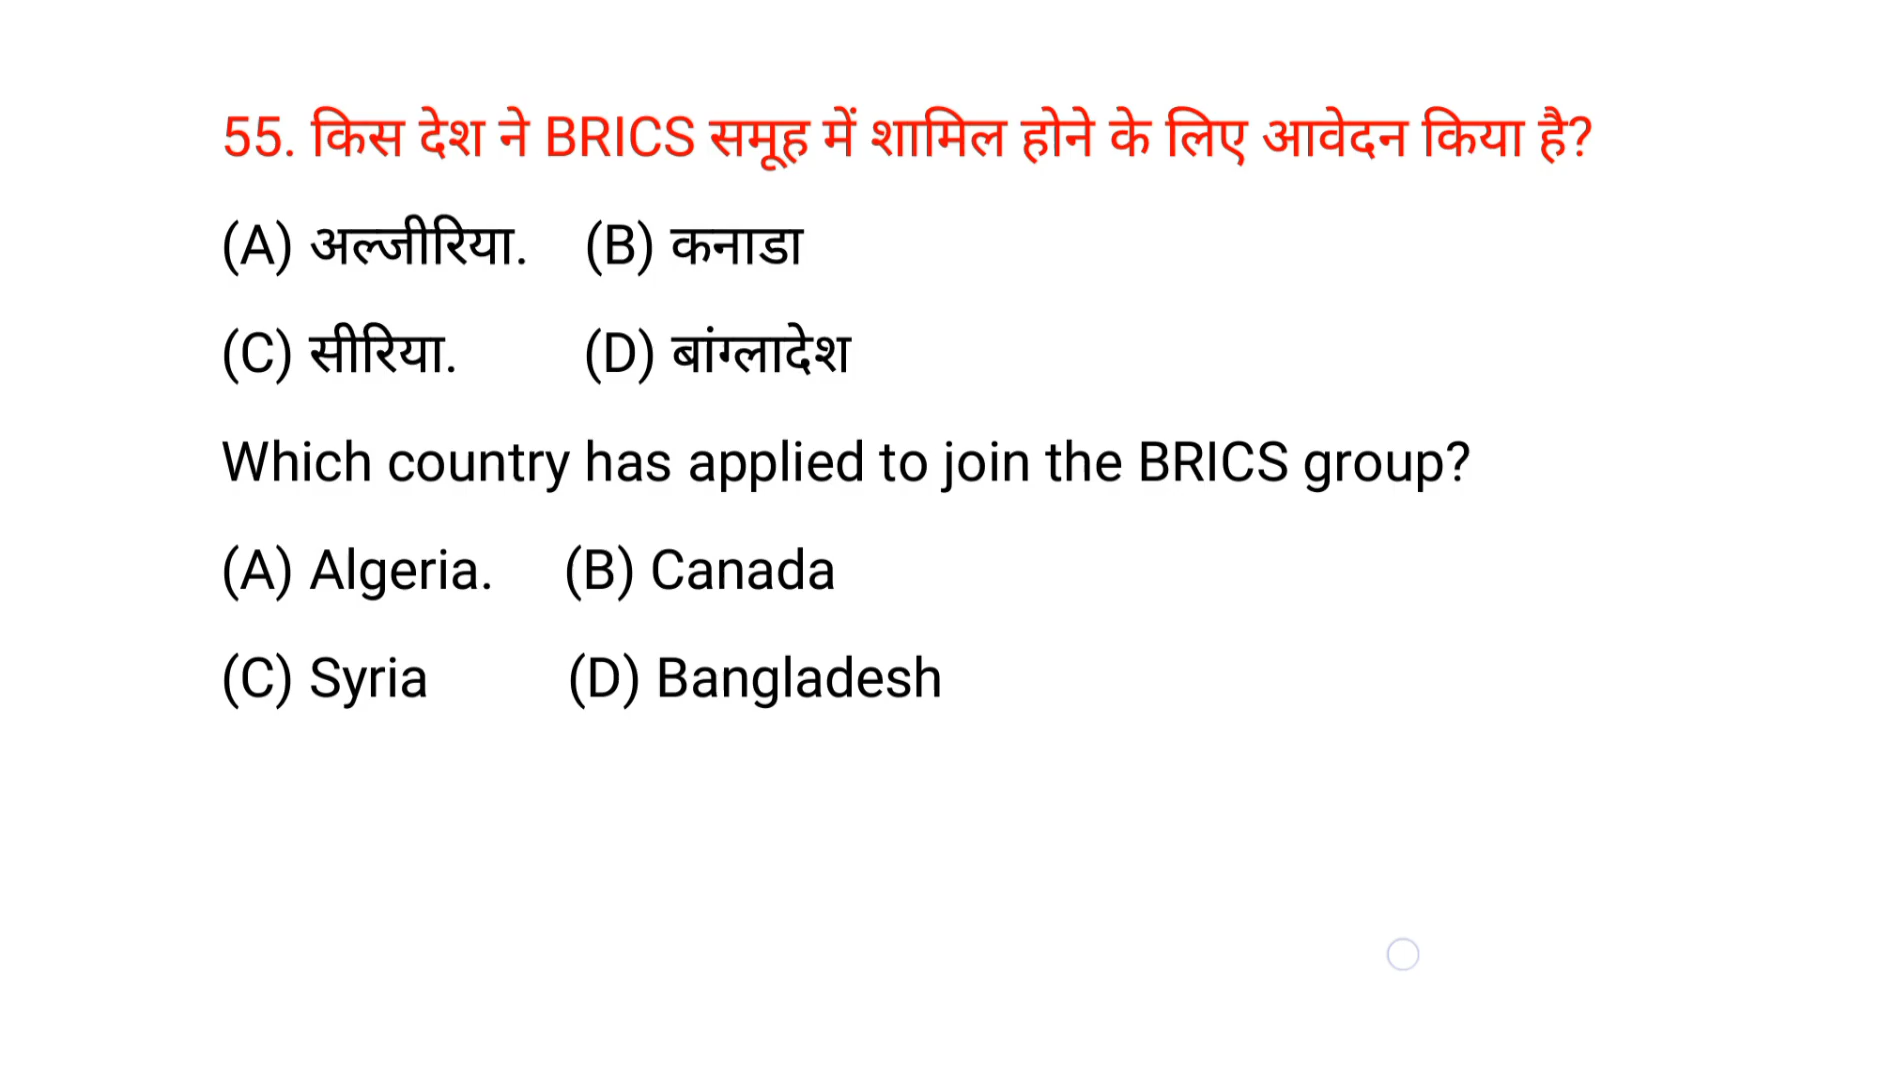 55. किस देश ने BRICS समूह में शामिल होने के लिए आवेदन किया है?
(A) अल्जीरिया. (B) कनाडा
(C) सीरिया. (D) बांग्लादेश
Which country has applied to join the BRICS group?
(A) Algeria. (B) Canada
(C) Syria (D) Bangladesh